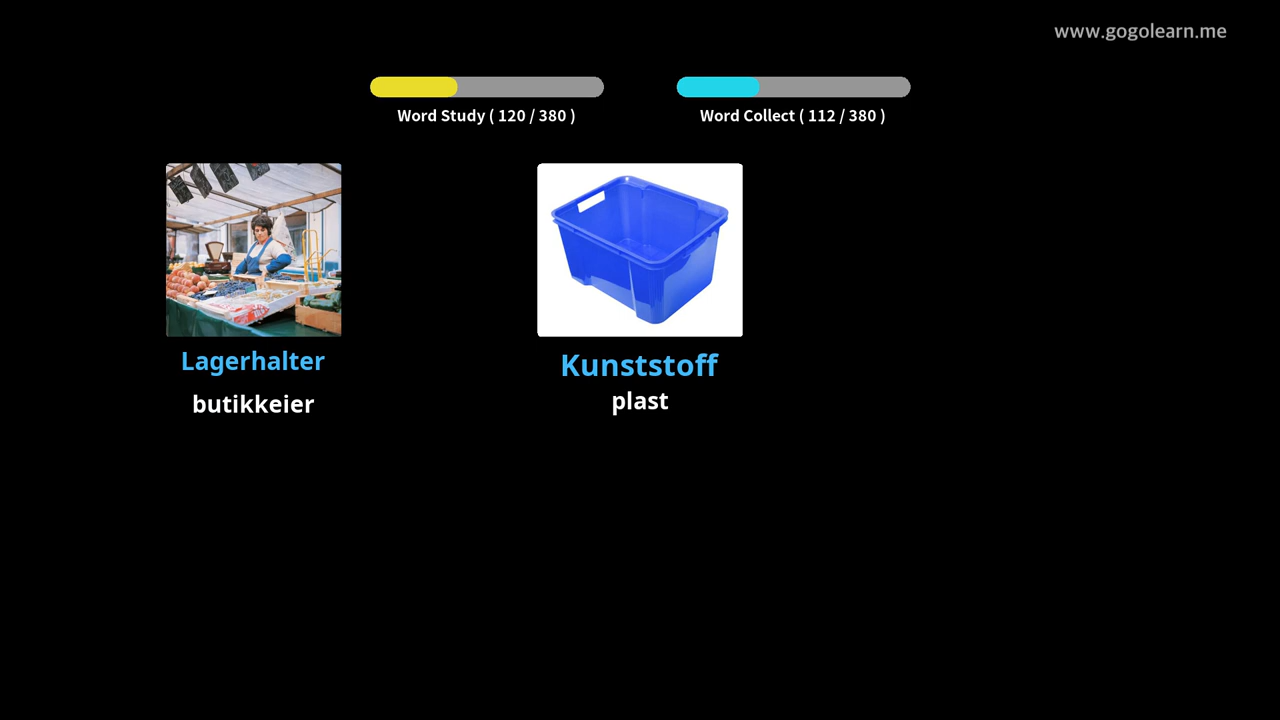 www.gogolearn.me
Word Study ( 120 / 380 )
Word Collect ( 112 / 380 )
Lagerhalter
butikkeier
Kunststoff
plast